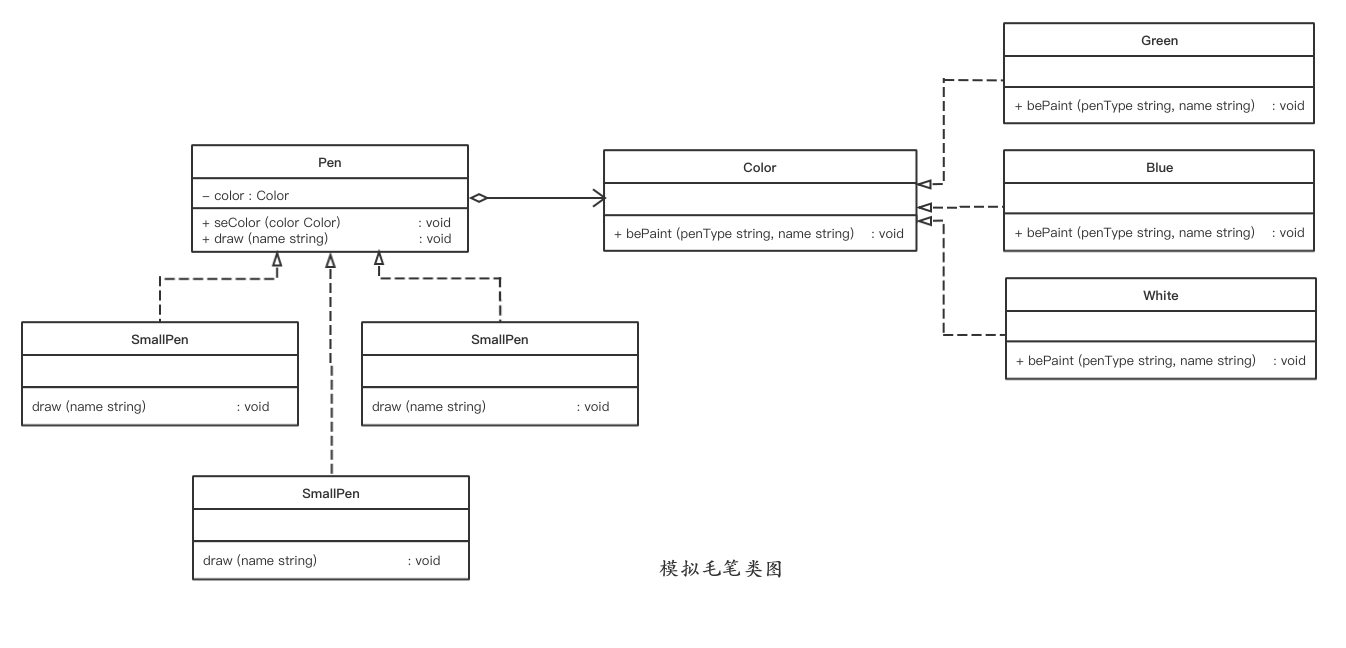 Pen
- color : Color
+ seColor (color Color) : void
+ draw (name string) : void
SmallPen
draw (name string) : void
SmallPen
draw (name string) : void
SmallPen
draw (name string) : void
Color
+ bePaint (penType string, name string) : void
Green
+ bePaint (penType string, name string) : void
Blue
+ bePaint (penType string, name string) : void
White
+ bePaint (penType string, name string) : void
模拟毛笔类图